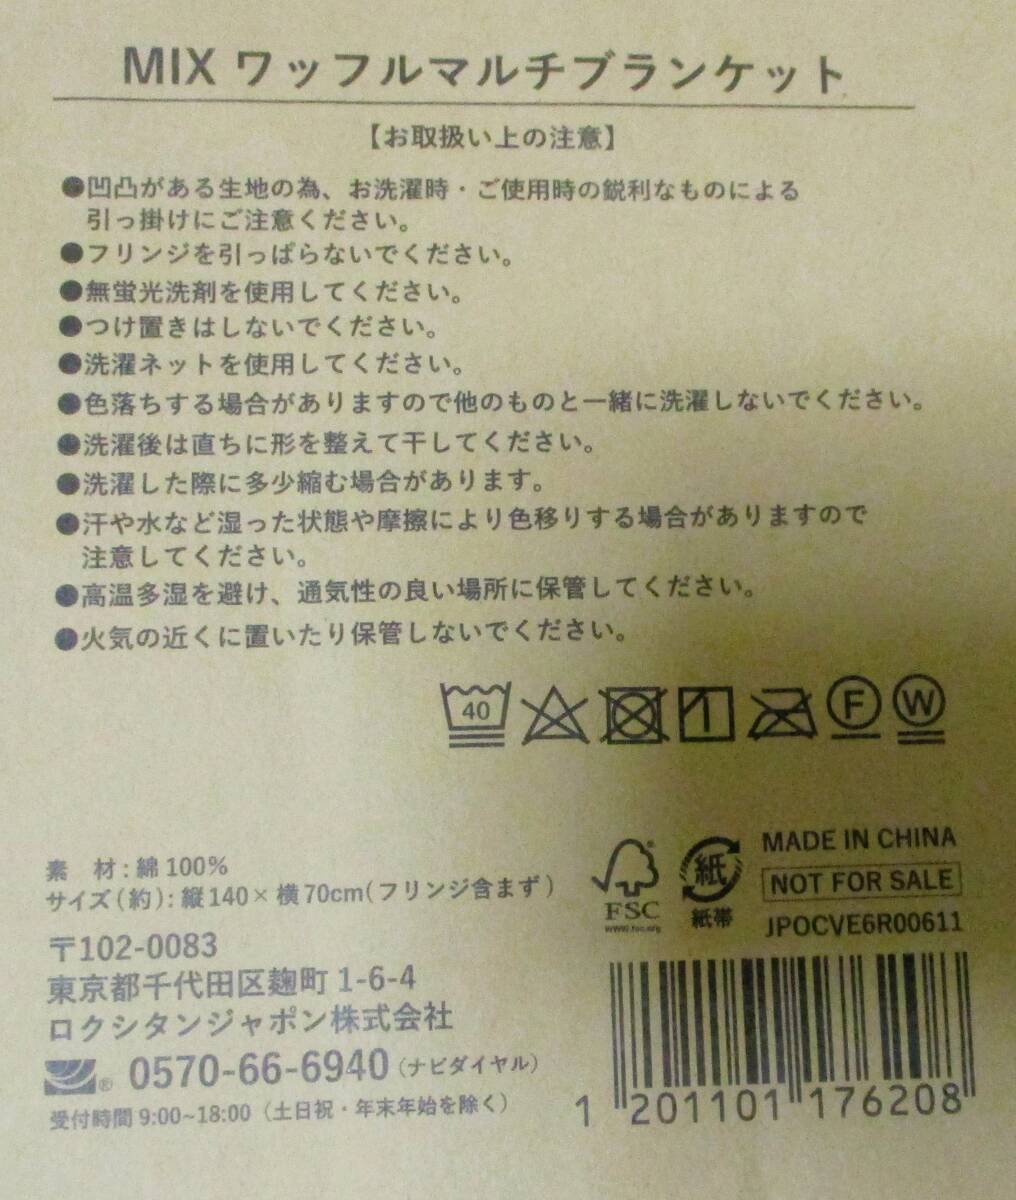 MIX ワッフルマルチブランケット
【お取扱い上の注意】
●凹凸がある生地の為、お洗濯時・ご使用時の鋭利なものによる
引っ掛けにご注意ください。
●フリンジを引っぱらないでください。
●無蛍光洗剤を使用してください。
●つけ置きはしないでください。
●洗濯ネットを使用してください。
●色落ちする場合がありますので他のものと一緒に洗濯しないでください。
●洗濯後は直ちに形を整えて干してください。
●洗濯した際に多少縮む場合があります。
●汗や水など湿った状態や摩擦により色移りする場合がありますので
注意してください。
●高温多湿を避け、通気性の良い場所に保管してください。
●火気の近くに置いたり保管しないでください。
40 F W
素 材：綿100%
サイズ（約）：縦140×横70cm（フリンジ含まず）
〒102-0083
東京都千代田区麹町1-6-4
ロクシタンジャポン株式会社
® 0570-66-6940（ナビダイヤル）
受付時間 9:00~18:00（土日祝・年末年始を除く）
FSC
www.fsc.org
紙
紙帯
MADE IN CHINA
NOT FOR SALE
JPOCVE6R00611
1 201101 176208